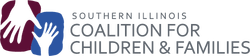 SOUTHERN ILLINOIS
COALITION FOR
CHILDREN & FAMILIES